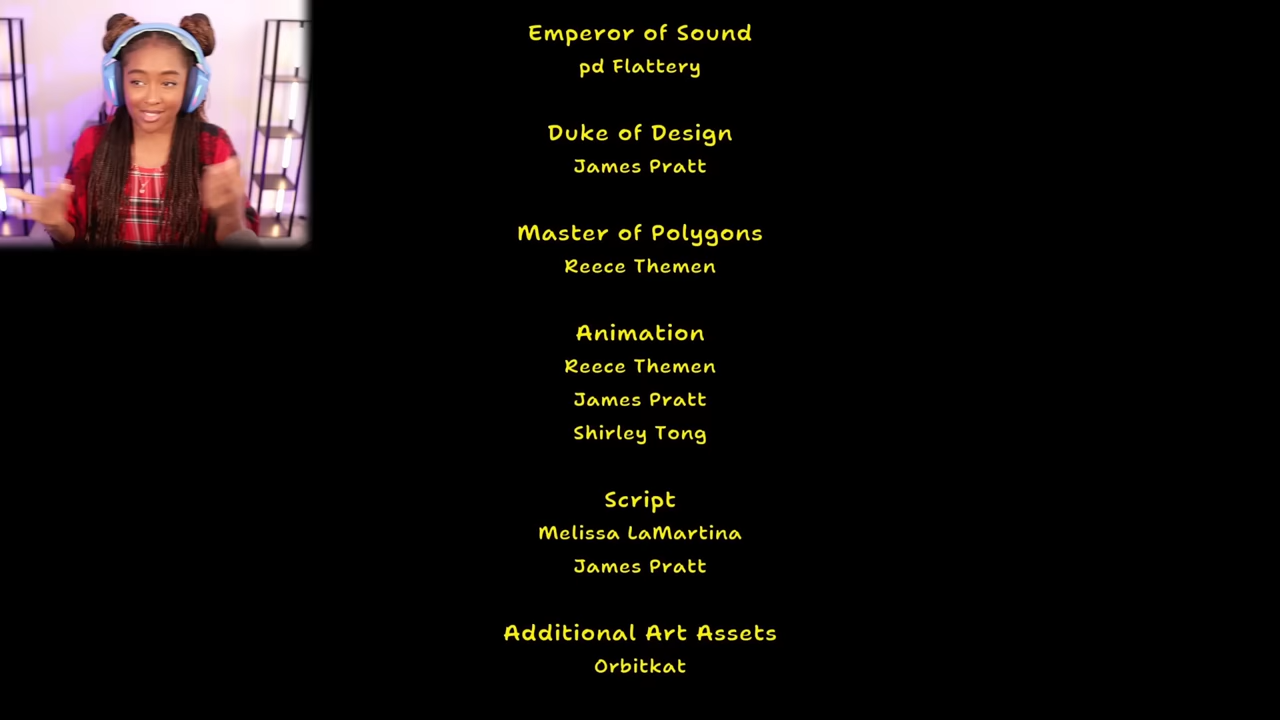 Emperor of Sound
pd Flattery
Duke of Design
James Pratt
Master of Polygons
Reece Themen
Animation
Reece Themen
James Pratt
Shirley Tong
Script
Melissa LaMartina
James Pratt
Additional Art Assets
Orbitkat